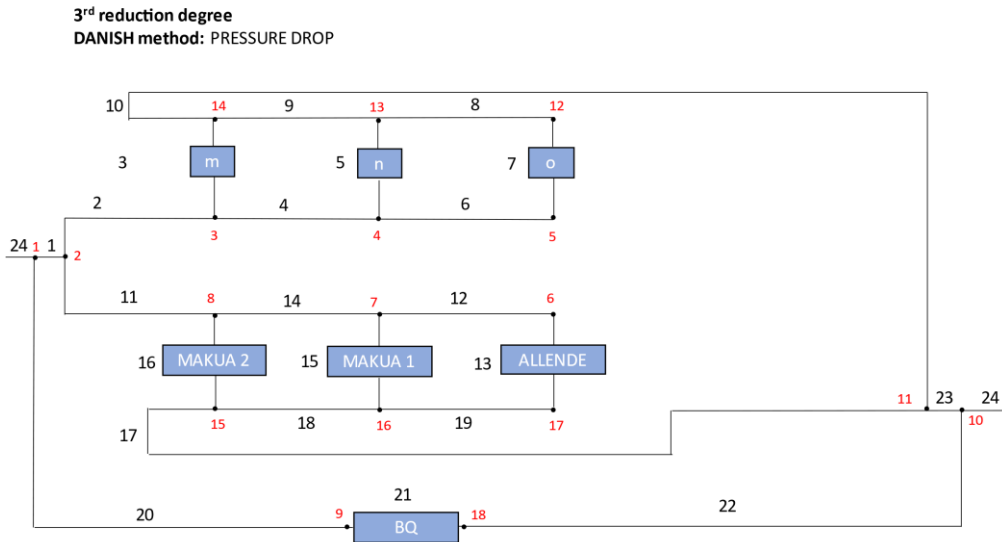 3rd reduction degree
DANISH method: PRESSURE DROP
10 14 9 13 8 12
3 m 5 n 7 o
2 4 6
3 4 5
24 1 1 2
11 8 14 7 12 6
16 MAKUA 2 15 MAKUA 1 13 ALLENDE
11 23 24
15 18 16 19 17 10
17
21
20 9 BQ 18 22